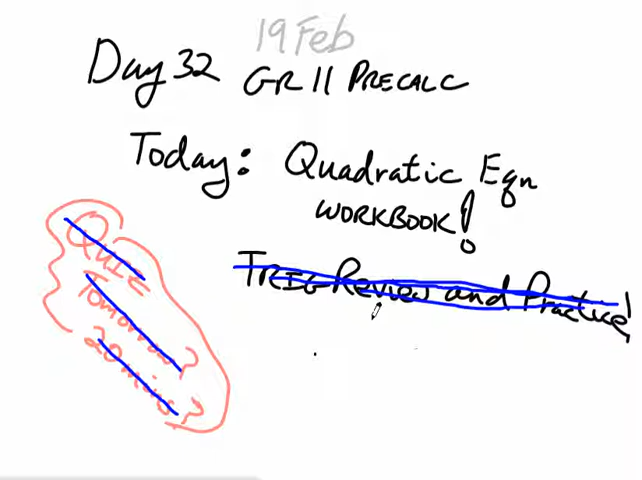 19 Feb
Day 32 GR 11 PRECALC
Today: Quadratic Eqn
WORKBOOK!
TRIG Review and Practice!
Quiz
Tomorrow?
20 mins?